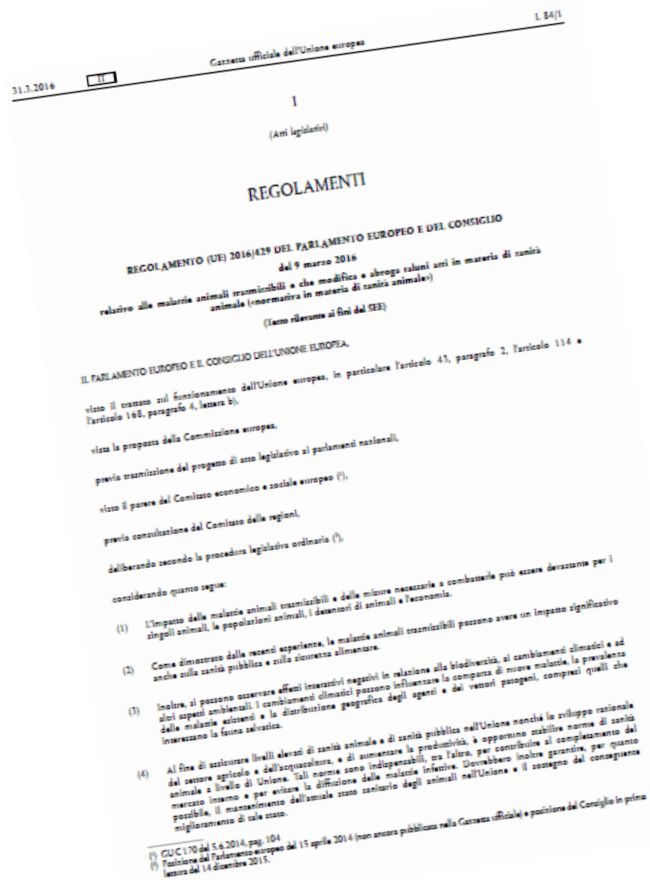 31.3.2016
IT
Gazzetta ufficiale dell'Unione europea
L 84/1
I
(Atti legislativi)
REGOLAMENTI
REGOLAMENTO (UE) 2016/429 DEL PARLAMENTO EUROPEO E DEL CONSIGLIO
del 9 marzo 2016
relativo alle malattie animali trasmissibili e che modifica e abroga taluni atti in materia di sanità
animale («normativa in materia di sanità animale»)
(Testo rilevante ai fini del SEE)
IL PARLAMENTO EUROPEO E IL CONSIGLIO DELL'UNIONE EUROPEA,
visto il trattato sul funzionamento dell'Unione europea, in particolare l'articolo 43, paragrafo 2, l'articolo 114 e
l'articolo 168, paragrafo 4, lettera b),
vista la proposta della Commissione europea,
previa trasmissione del progetto di atto legislativo ai parlamenti nazionali,
visto il parere del Comitato economico e sociale europeo (¹),
previa consultazione del Comitato delle regioni,
deliberando secondo la procedura legislativa ordinaria (²),
considerando quanto segue:
(1) L'impatto delle malattie animali trasmissibili e delle misure necessarie a combatterle può essere devastante per i
singoli animali, le popolazioni animali, i detentori di animali e l'economia.
(2) Come dimostrato dalle recenti esperienze, le malattie animali trasmissibili possono avere un impatto significativo
anche sulla sanità pubblica e sulla sicurezza alimentare.
(3) Inoltre, si possono osservare effetti interattivi negativi in relazione alla biodiversità, ai cambiamenti climatici e ad
altri aspetti ambientali. I cambiamenti climatici possono influenzare la comparsa di nuove malattie, la prevalenza
delle malattie esistenti e la distribuzione geografica degli agenti e dei vettori patogeni, compresi quelli che
interessano la fauna selvatica.
(4) Al fine di assicurare livelli elevati di sanità animale e di sanità pubblica nell'Unione nonché lo sviluppo razionale
del settore agricolo e dell'acquacoltura, e di aumentare la produttività, è opportuno stabilire norme di sanità
animale a livello di Unione. Tali norme sono indispensabili, tra l'altro, per contribuire al completamento del
mercato interno e per evitare la diffusione delle malattie infettive. Dovrebbero inoltre garantire, per quanto
possibile, il mantenimento dell'attuale stato sanitario degli animali nell'Unione e il sostegno del conseguente
miglioramento di tale stato.
(¹) GU C 170 del 5.6.2014, pag. 104
(²) Posizione del Parlamento europeo del 15 aprile 2014 (non ancora pubblicata nella Gazzetta ufficiale) e posizione del Consiglio in prima
lettura del 14 dicembre 2015.